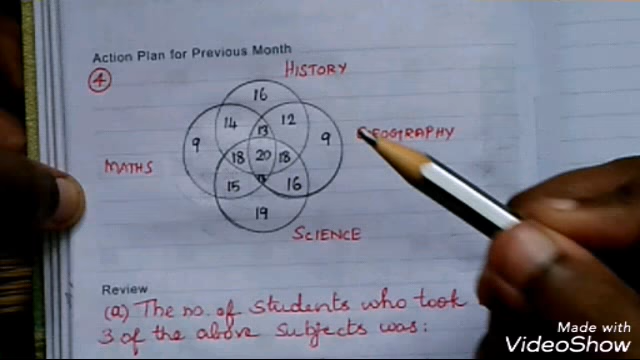 Action Plan for Previous Month
4
HISTORY
16
14 12
13
9 9
GEOGRAPHY
MATHS
18 20 18
15 16
19
SCIENCE
Review
(a) The no. of students who took
3 of the above subjects was:
Made with
VideoShow